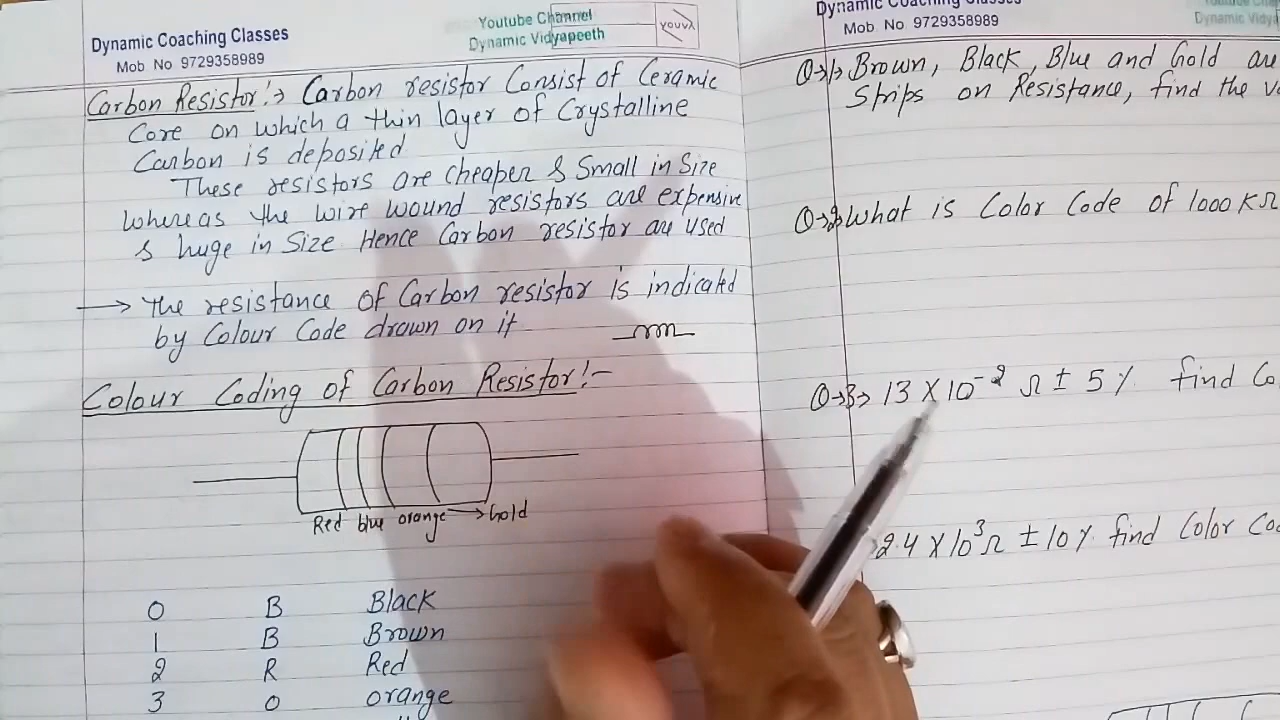 Dynamic Coaching Classes
Mob No 9729358989
Youtube Channel
Dynamic Vidyapeeth
YOUVA
Carbon Resistor:→ Carbon resistor Consist of Ceramic
Core on which a thin layer of Crystalline
Carbon is deposited
These resistors are cheaper & Small in Size
whereas the wire wound resistors are expensive
& huge in Size Hence Carbon resistor are used
→ The resistance of Carbon resistor is indicated
by Colour Code drawn on it
Colour Coding of Carbon Resistor:-
Red blue orange → Gold
0 B Black
1 B Brown
2 R Red
3 O orange
Dynamic Coaching Classes
Mob No 9729358989
Dynamic
Q→1→ Brown, Black, Blue and Gold are
Strips on Resistance, find the
Q→2→ What is Color Code of 1000 KΩ
Q→3→ 13 X 10⁻² Ω ± 5 % find
2.4 X 10³ Ω ± 10 % find Color